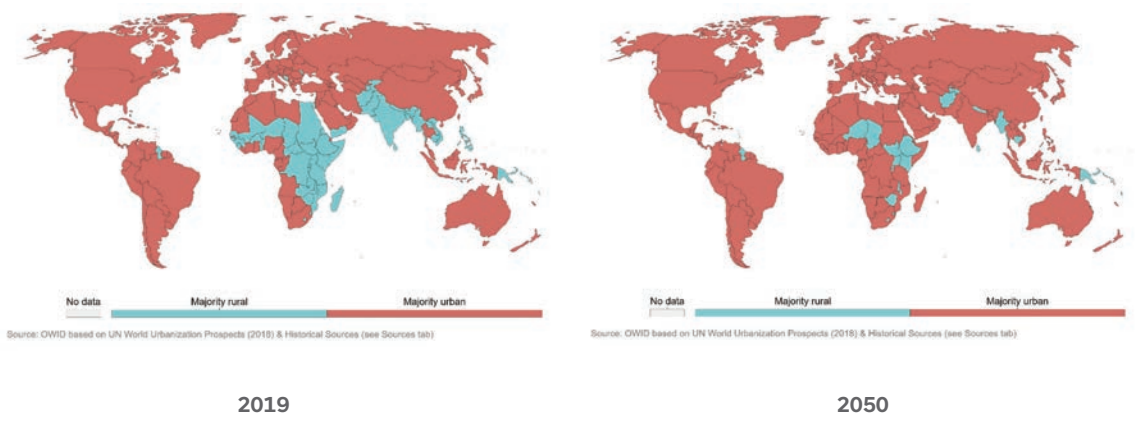 No data
Majority rural
Majority urban
Source: OWID based on UN World Urbanization Prospects (2018) & Historical Sources (see Sources tab)
2019
No data
Majority rural
Majority urban
Source: OWID based on UN World Urbanization Prospects (2018) & Historical Sources (see Sources tab)
2050